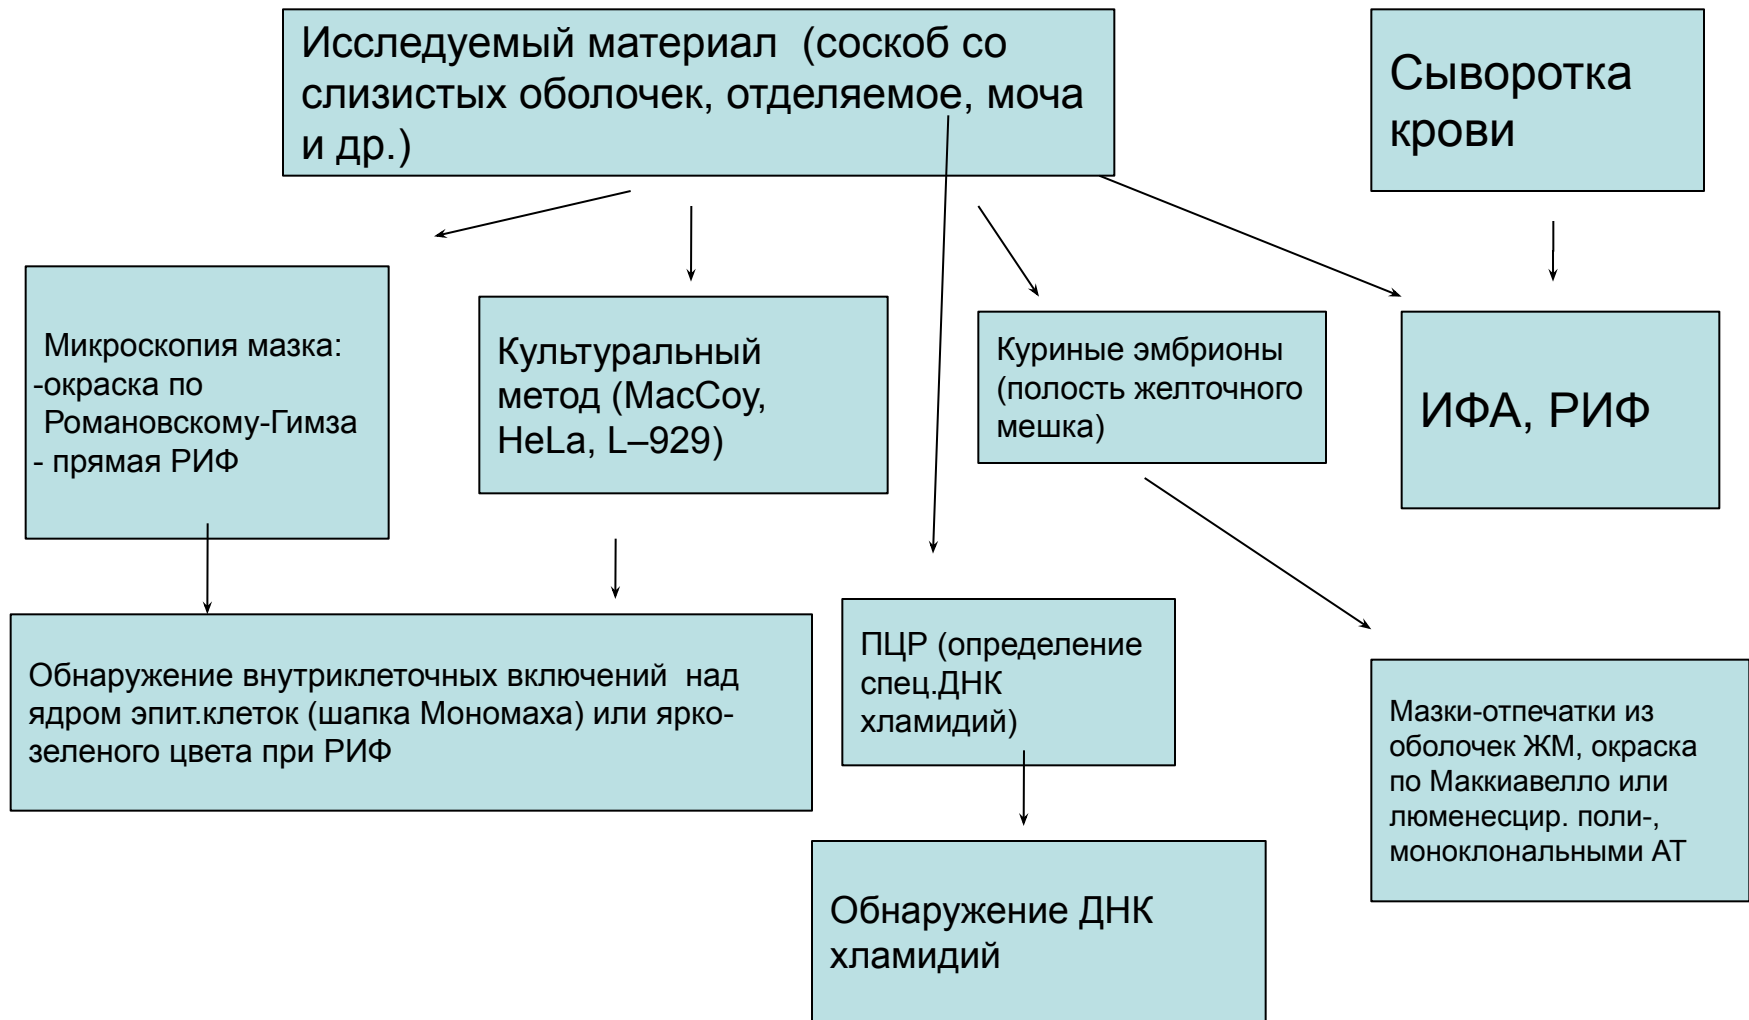 Исследуемый материал (соскоб со
слизистых оболочек, отделяемое, моча
и др.)
Сыворотка
крови
Микроскопия мазка:
-окраска по
Романовскому-Гимза
- прямая РИФ
Культуральный
метод (MacCoy,
HeLa, L–929)
Куриные эмбрионы
(полость желточного
мешка)
ИФА, РИФ
Обнаружение внутриклеточных включений над
ядром эпит.клеток (шапка Мономаха) или ярко-
зеленого цвета при РИФ
ПЦР (определение
спец.ДНК
хламидий)
Мазки-отпечатки из
оболочек ЖМ, окраска
по Маккиавелло или
люменесцир. поли-,
моноклональными АТ
Обнаружение ДНК
хламидий